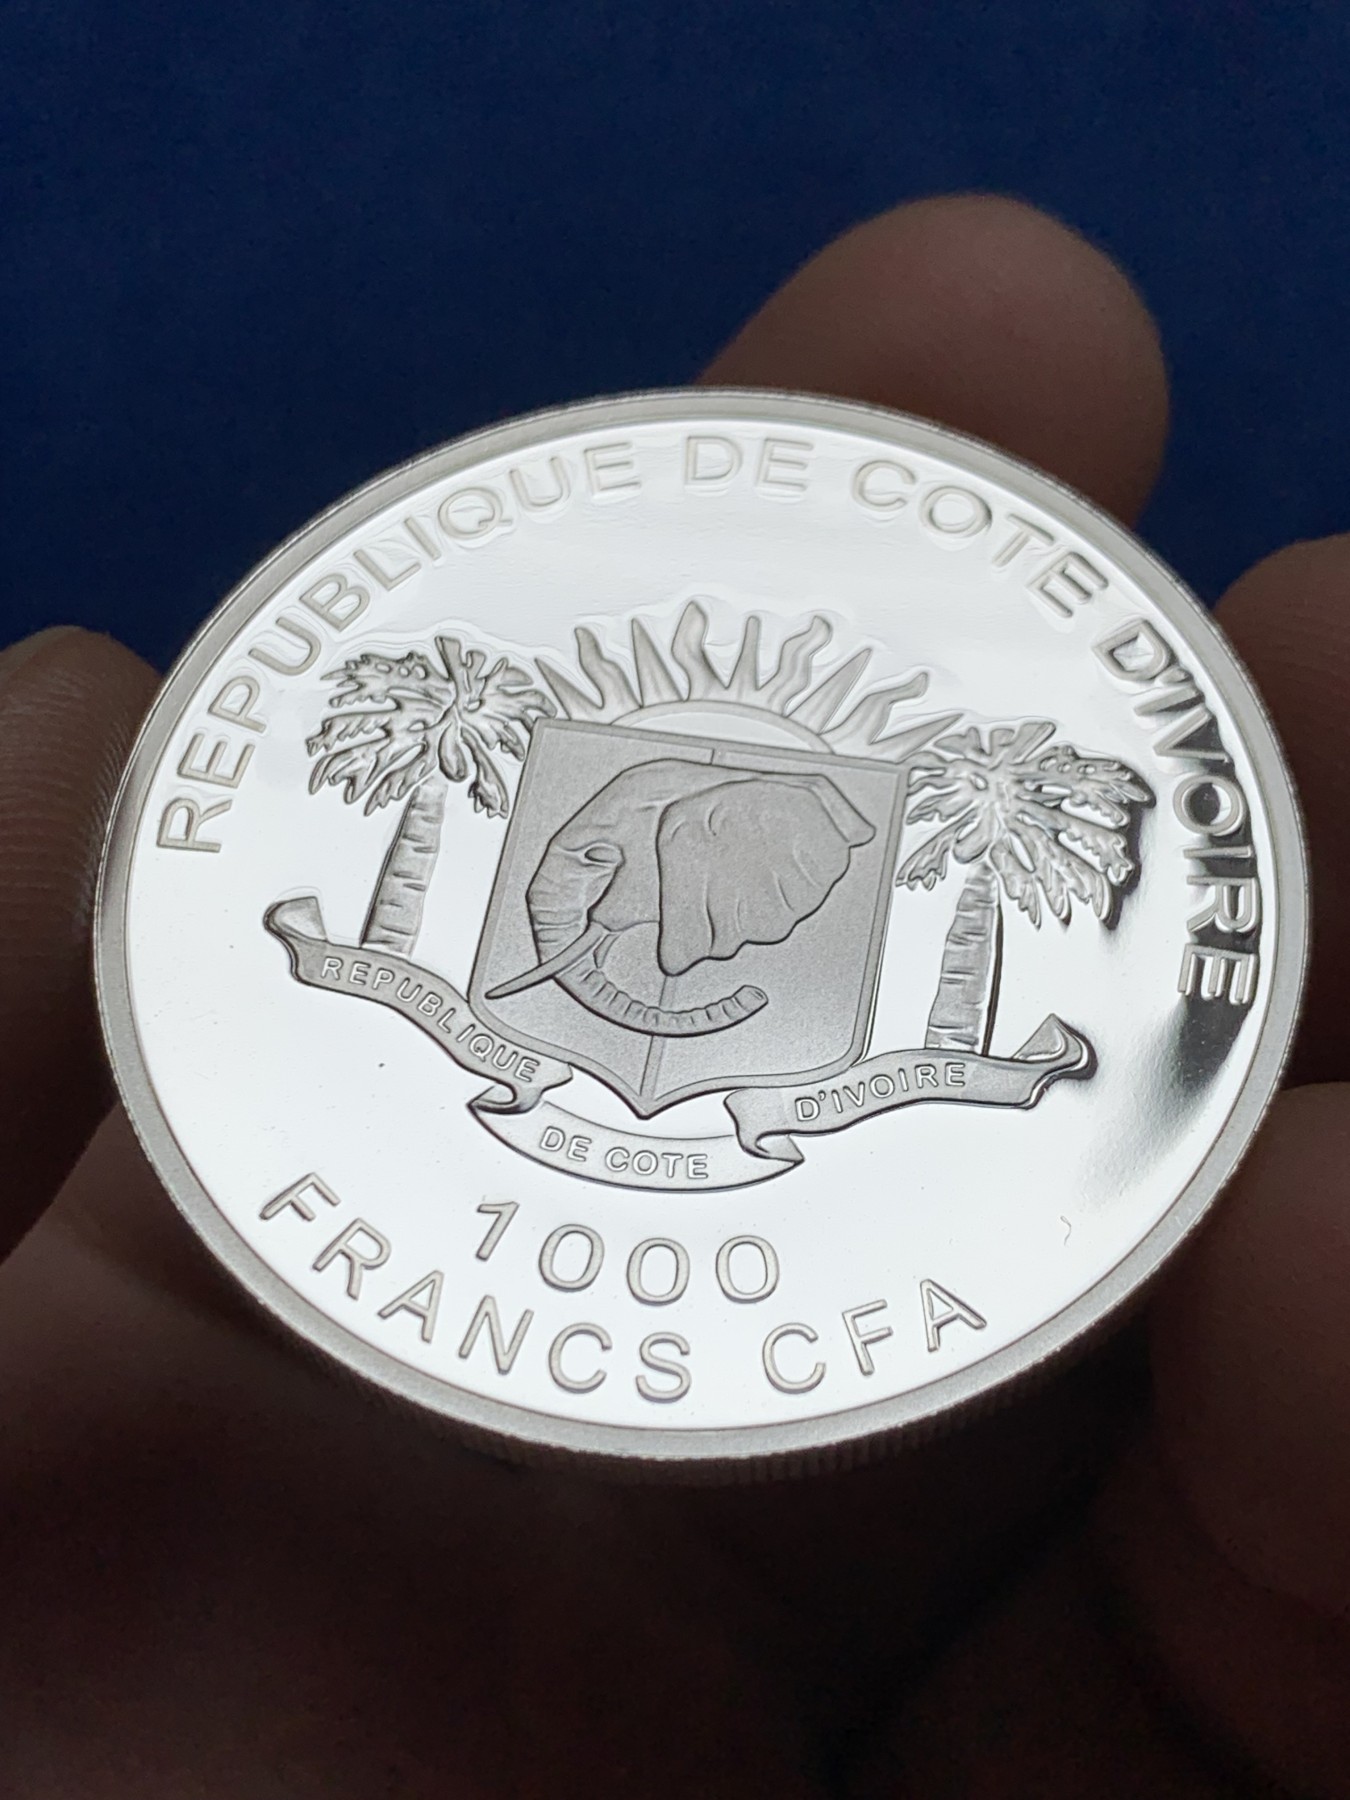 REPUBLIQUE DE COTE D'IVOIRE
REPUBLIQUE
DE COTE
D'IVOIRE
1000
FRANCS CFA